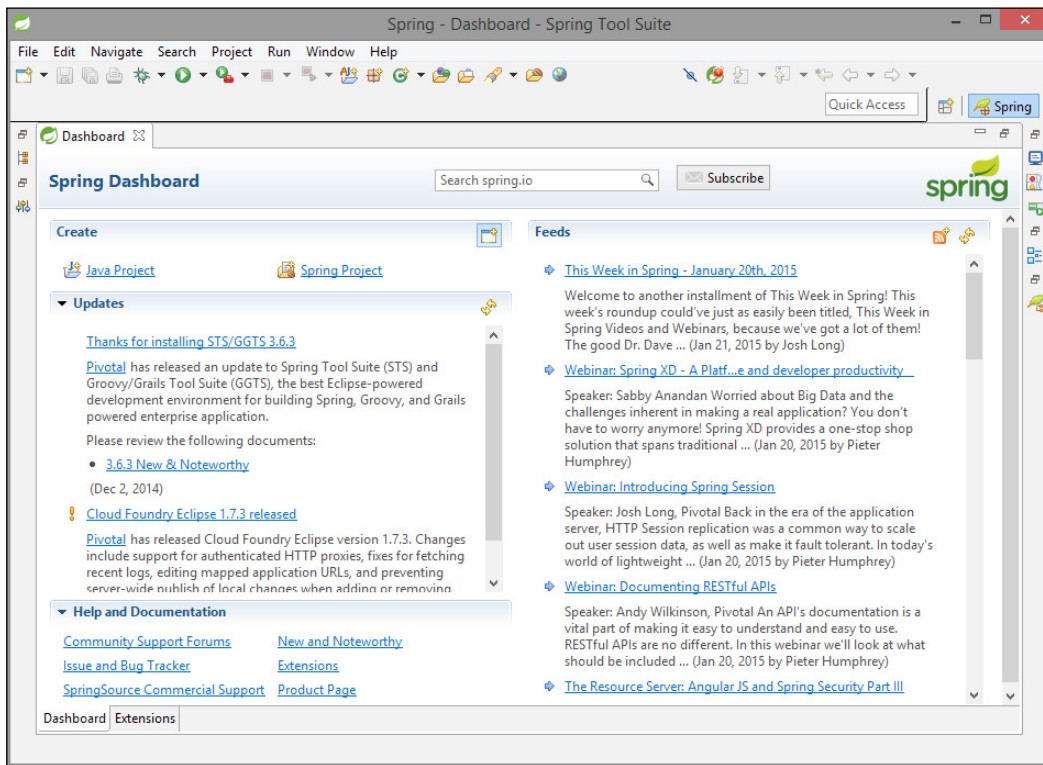 Spring - Dashboard - Spring Tool Suite
File Edit Navigate Search Project Run Window Help
Quick Access
Spring
Dashboard
Spring Dashboard
Search spring.io
Subscribe
spring
Create
Java Project
Spring Project
Updates
Thanks for installing STS/GGTS 3.6.3
Pivotal has released an update to Spring Tool Suite (STS) and
Groovy/Grails Tool Suite (GGTS), the best Eclipse-powered
development environment for building Spring, Groovy, and Grails
powered enterprise application.
Please review the following documents:
• 3.6.3 New & Noteworthy
(Dec 2, 2014)
Cloud Foundry Eclipse 1.7.3 released
Pivotal has released Cloud Foundry Eclipse version 1.7.3. Changes
include support for authenticated HTTP proxies, fixes for fetching
recent logs, editing mapped application URLs, and preventing
server-wide publish of local changes when adding or removing
Help and Documentation
Community Support Forums
New and Noteworthy
Issue and Bug Tracker
Extensions
SpringSource Commercial Support
Product Page
Feeds
This Week in Spring - January 20th, 2015
Welcome to another installment of This Week in Spring! This
week's roundup could've just as easily been titled, This Week in
Spring Videos and Webinars, because we've got a lot of them!
The good Dr. Dave ... (Jan 21, 2015 by Josh Long)
Webinar: Spring XD - A Platf...e and developer productivity
Speaker: Sabby Anandan Worried about Big Data and the
challenges inherent in making a real application? You don't
have to worry anymore! Spring XD provides a one-stop shop
solution that spans traditional ... (Jan 20, 2015 by Pieter
Humphrey)
Webinar: Introducing Spring Session
Speaker: Josh Long, Pivotal Back in the era of the application
server, HTTP Session replication was a common way to scale
out user session data, as well as make it fault tolerant. In today's
world of lightweight ... (Jan 20, 2015 by Pieter Humphrey)
Webinar: Documenting RESTful APIs
Speaker: Andy Wilkinson, Pivotal An API's documentation is a
vital part of making it easy to understand and easy to use.
RESTful APIs are no different. In this webinar we'll look at what
should be included ... (Jan 20, 2015 by Pieter Humphrey)
The Resource Server: Angular JS and Spring Security Part III
Dashboard Extensions